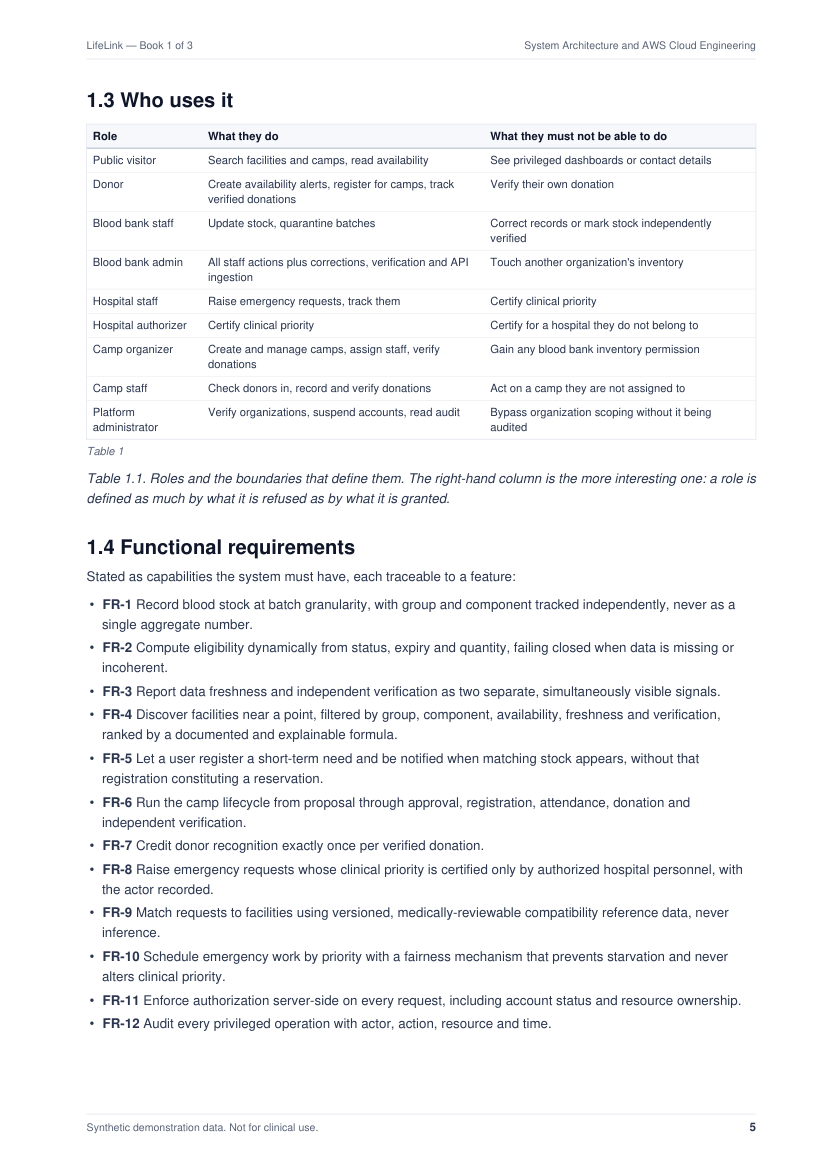 LifeLink — Book 1 of 3
System Architecture and AWS Cloud Engineering
1.3 Who uses it
Role What they do What they must not be able to do
Public visitor Search facilities and camps, read availability See privileged dashboards or contact details
Donor Create availability alerts, register for camps, track Verify their own donation
verified donations
Blood bank staff Update stock, quarantine batches Correct records or mark stock independently
verified
Blood bank admin All staff actions plus corrections, verification and API Touch another organization's inventory
ingestion
Hospital staff Raise emergency requests, track them Certify clinical priority
Hospital authorizer Certify clinical priority Certify for a hospital they do not belong to
Camp organizer Create and manage camps, assign staff, verify Gain any blood bank inventory permission
donations
Camp staff Check donors in, record and verify donations Act on a camp they are not assigned to
Platform Verify organizations, suspend accounts, read audit Bypass organization scoping without it being
administrator audited
Table 1
Table 1.1. Roles and the boundaries that define them. The right-hand column is the more interesting one: a role is
defined as much by what it is refused as by what it is granted.
1.4 Functional requirements
Stated as capabilities the system must have, each traceable to a feature:
• FR-1 Record blood stock at batch granularity, with group and component tracked independently, never as a
single aggregate number.
• FR-2 Compute eligibility dynamically from status, expiry and quantity, failing closed when data is missing or
incoherent.
• FR-3 Report data freshness and independent verification as two separate, simultaneously visible signals.
• FR-4 Discover facilities near a point, filtered by group, component, availability, freshness and verification,
ranked by a documented and explainable formula.
• FR-5 Let a user register a short-term need and be notified when matching stock appears, without that
registration constituting a reservation.
• FR-6 Run the camp lifecycle from proposal through approval, registration, attendance, donation and
independent verification.
• FR-7 Credit donor recognition exactly once per verified donation.
• FR-8 Raise emergency requests whose clinical priority is certified only by authorized hospital personnel, with
the actor recorded.
• FR-9 Match requests to facilities using versioned, medically-reviewable compatibility reference data, never
inference.
• FR-10 Schedule emergency work by priority with a fairness mechanism that prevents starvation and never
alters clinical priority.
• FR-11 Enforce authorization server-side on every request, including account status and resource ownership.
• FR-12 Audit every privileged operation with actor, action, resource and time.
Synthetic demonstration data. Not for clinical use.
5